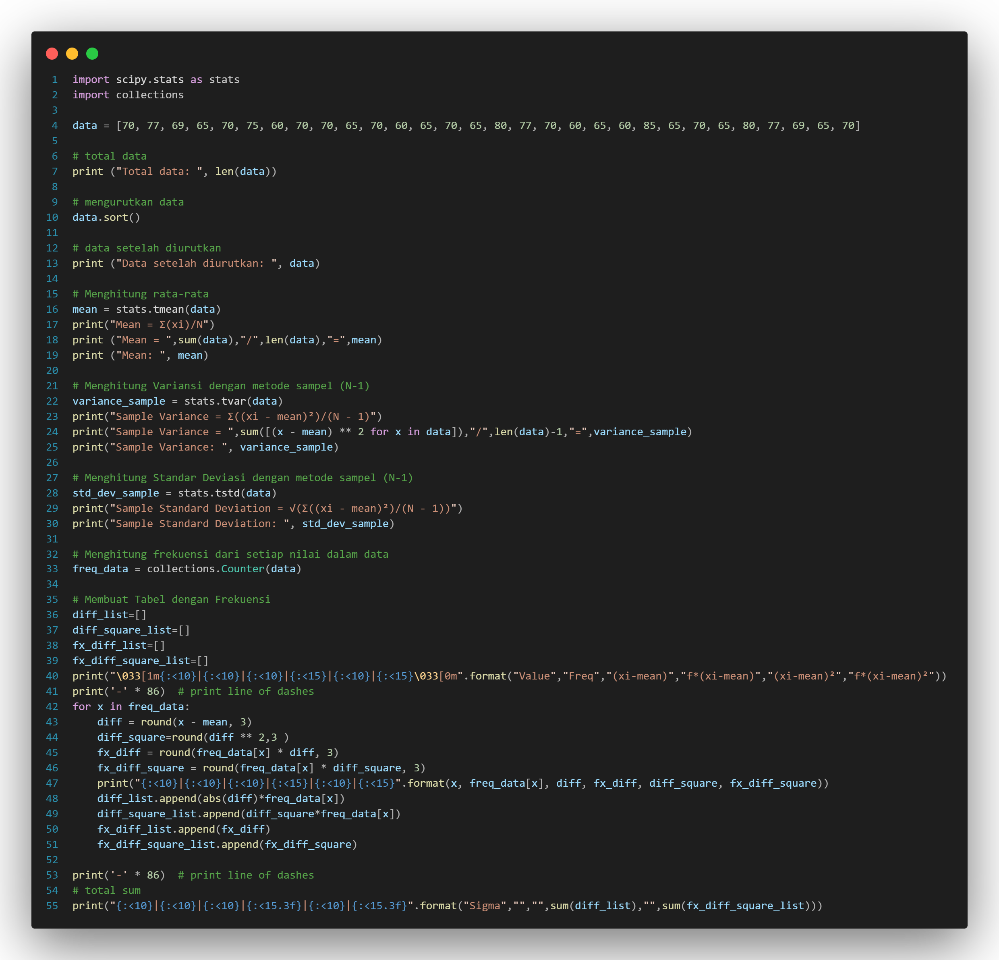 1 import scipy.stats as stats
2 import collections
3
4 data = [70, 77, 69, 65, 70, 75, 60, 70, 70, 65, 70, 60, 65, 70, 65, 80, 77, 70, 60, 65, 60, 85, 65, 70, 65, 80, 77, 69, 65, 70]
5
6 # total data
7 print ("Total data: ", len(data))
8
9 # mengurutkan data
10 data.sort()
11
12 # data setelah diurutkan
13 print ("Data setelah diurutkan: ", data)
14
15 # Menghitung rata-rata
16 mean = stats.tmean(data)
17 print("Mean = Σ(xi)/N")
18 print ("Mean = ",sum(data),"/",len(data),"=",mean)
19 print ("Mean: ", mean)
20
21 # Menghitung Variansi dengan metode sampel (N-1)
22 variance_sample = stats.tvar(data)
23 print("Sample Variance = Σ((xi - mean)²)/(N - 1)")
24 print("Sample Variance = ",sum([(x - mean) ** 2 for x in data]),"/",len(data)-1,"=",variance_sample)
25 print("Sample Variance: ", variance_sample)
26
27 # Menghitung Standar Deviasi dengan metode sampel (N-1)
28 std_dev_sample = stats.tstd(data)
29 print("Sample Standard Deviation = √(Σ((xi - mean)²)/(N - 1))")
30 print("Sample Standard Deviation: ", std_dev_sample)
31
32 # Menghitung frekuensi dari setiap nilai dalam data
33 freq_data = collections.Counter(data)
34
35 # Membuat Tabel dengan Frekuensi
36 diff_list=[]
37 diff_square_list=[]
38 fx_diff_list=[]
39 fx_diff_square_list=[]
40 print("\033[1m{:<10}|{:<10}|{:<10}|{:<15}|{:<10}|{:<15}\033[0m".format("Value","Freq","(xi-mean)","f*(xi-mean)","(xi-mean)²","f*(xi-mean)²"))
41 print('-' * 86)  # print line of dashes
42 for x in freq_data:
43     diff = round(x - mean, 3)
44     diff_square=round(diff ** 2,3 )
45     fx_diff = round(freq_data[x] * diff, 3)
46     fx_diff_square = round(freq_data[x] * diff_square, 3)
47     print("{:<10}|{:<10}|{:<10}|{:<15}|{:<10}|{:<15}".format(x, freq_data[x], diff, fx_diff, diff_square, fx_diff_square))
48     diff_list.append(abs(diff)*freq_data[x])
49     diff_square_list.append(diff_square*freq_data[x])
50     fx_diff_list.append(fx_diff)
51     fx_diff_square_list.append(fx_diff_square)
52
53 print('-' * 86)  # print line of dashes
54 # total sum
55 print("{:<10}|{:<10}|{:<10}|{:<15.3f}|{:<10}|{:<15.3f}".format("Sigma","","",sum(diff_list),"",sum(fx_diff_square_list)))